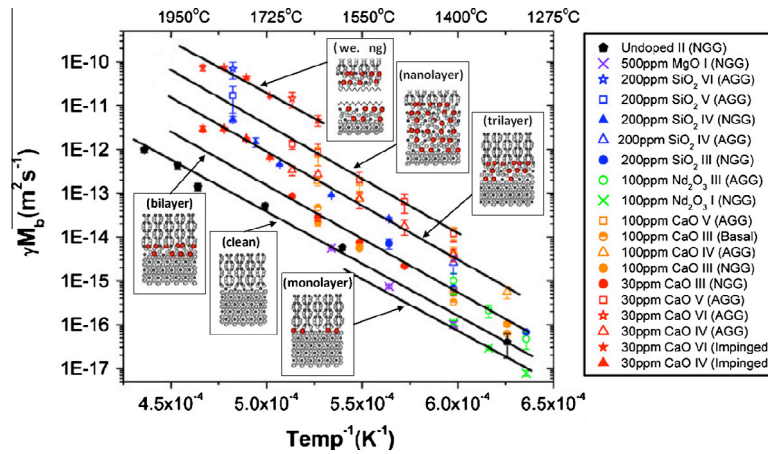 1950°C 1725°C 1550°C 1400°C 1275°C
γM_b (m²s⁻¹)
1E-10
1E-11
1E-12
1E-13
1E-14
1E-15
1E-16
1E-17
4.5x10⁻⁴ 5.0x10⁻⁴ 5.5x10⁻⁴ 6.0x10⁻⁴ 6.5x10⁻⁴
Temp⁻¹(K⁻¹)
(we. ng)
(nanolayer)
(trilayer)
(bilayer)
(clean)
(monolayer)
Undoped II (NGG)
500ppm MgO I (NGG)
200ppm SiO₂ VI (AGG)
200ppm SiO₂ V (AGG)
200ppm SiO₂ IV (NGG)
200ppm SiO₂ IV (AGG)
200ppm SiO₂ III (NGG)
100ppm Nd₂O₃ III (AGG)
100ppm Nd₂O₃ I (NGG)
100ppm CaO V (AGG)
100ppm CaO III (Basal)
100ppm CaO IV (AGG)
100ppm CaO III (NGG)
30ppm CaO III (NGG)
30ppm CaO V (AGG)
30ppm CaO VI (AGG)
30ppm CaO IV (AGG)
30ppm CaO VI (Impinged
30ppm CaO IV (Impinged